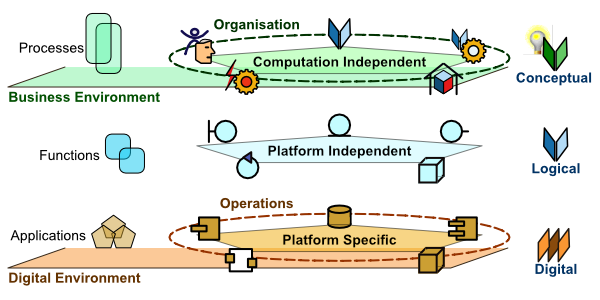 Organisation
Processes
Computation Independent
Conceptual
Business Environment
Functions
Platform Independent
Logical
Operations
Applications
Platform Specific
Digital Environment
Digital